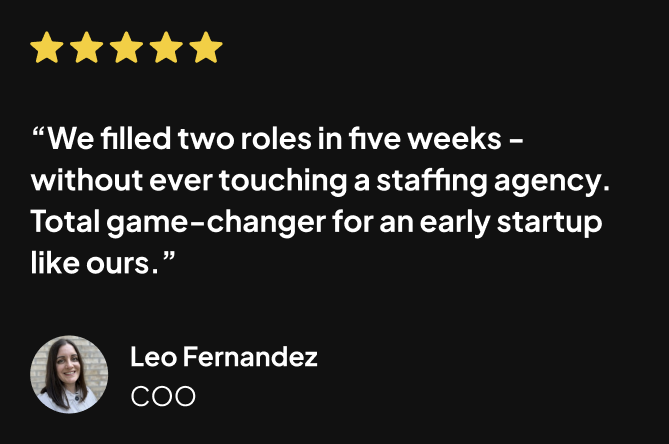 “We filled two roles in five weeks –
without ever touching a staffing agency.
Total game-changer for an early startup
like ours.”
Leo Fernandez
COO